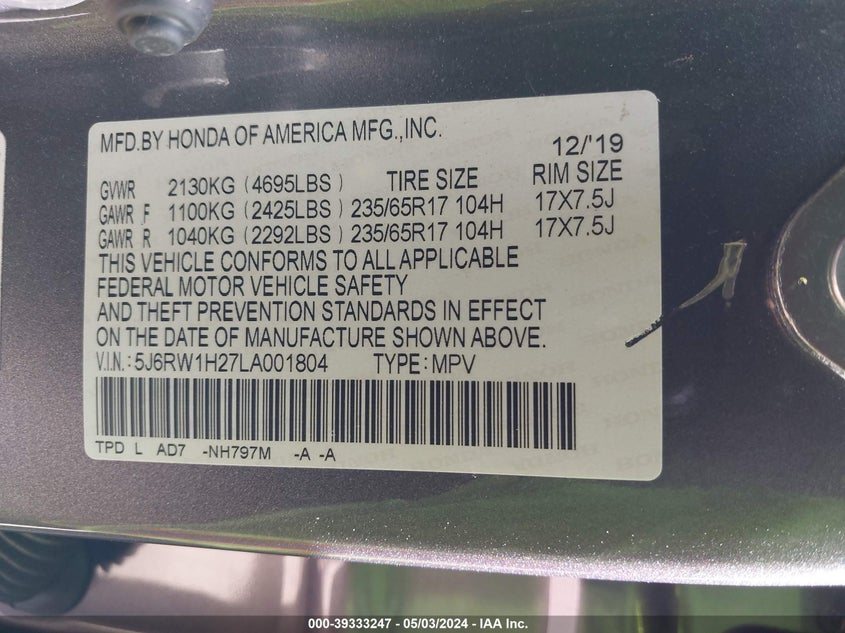 MFD.BY HONDA OF AMERICA MFG.,INC.
12/'19
GVWR 2130KG (4695LBS) TIRE SIZE RIM SIZE
GAWR F 1100KG (2425LBS) 235/65R17 104H 17X7.5J
GAWR R 1040KG (2292LBS) 235/65R17 104H 17X7.5J
THIS VEHICLE CONFORMS TO ALL APPLICABLE
FEDERAL MOTOR VEHICLE SAFETY
AND THEFT PREVENTION STANDARDS IN EFFECT
ON THE DATE OF MANUFACTURE SHOWN ABOVE.
V.I.N.: 5J6RW1H27LA001804 TYPE: MPV
TPD L AD7 -NH797M -A -A
000-39333247 - 05/03/2024 - IAA Inc.